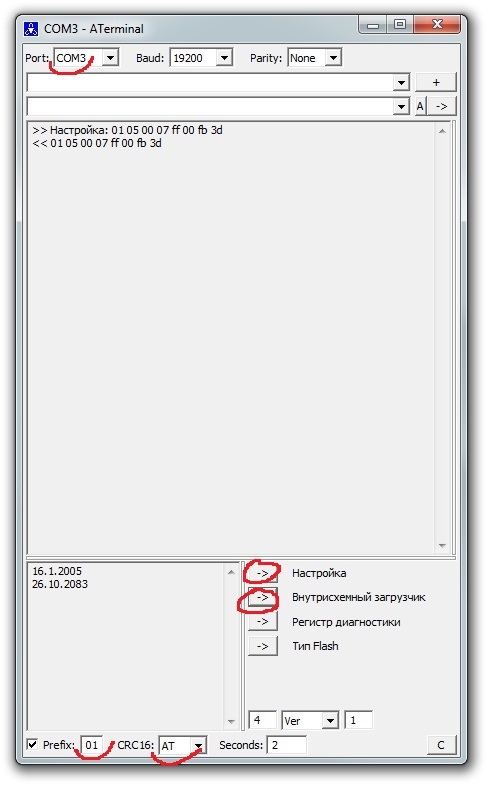 COM3 - ATerminal
Port: COM3 Baud: 19200 Parity: None
+
A ->
>> Настройка: 01 05 00 07 ff 00 fb 3d
<< 01 05 00 07 ff 00 fb 3d
16.1.2005
26.10.2083
-> Настройка
-> Внутрисхемный загрузчик
-> Регистр диагностики
-> Тип Flash
4 Ver 1
Prefix: 01 CRC16: AT Seconds: 2 C